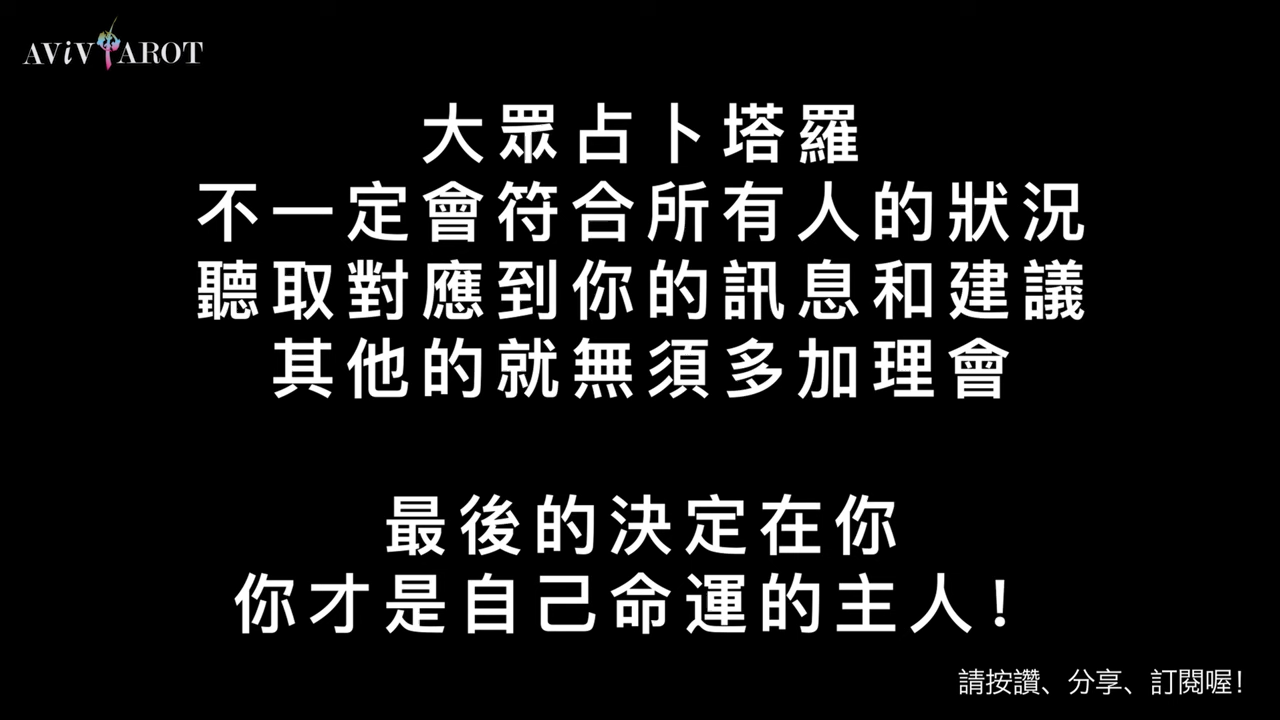 AViV TAROT
大眾占卜塔羅
不一定會符合所有人的狀況
聽取對應到你的訊息和建議
其他的就無須多加理會
最後的決定在你
你才是自己命運的主人！
請按讚、分享、訂閱喔！